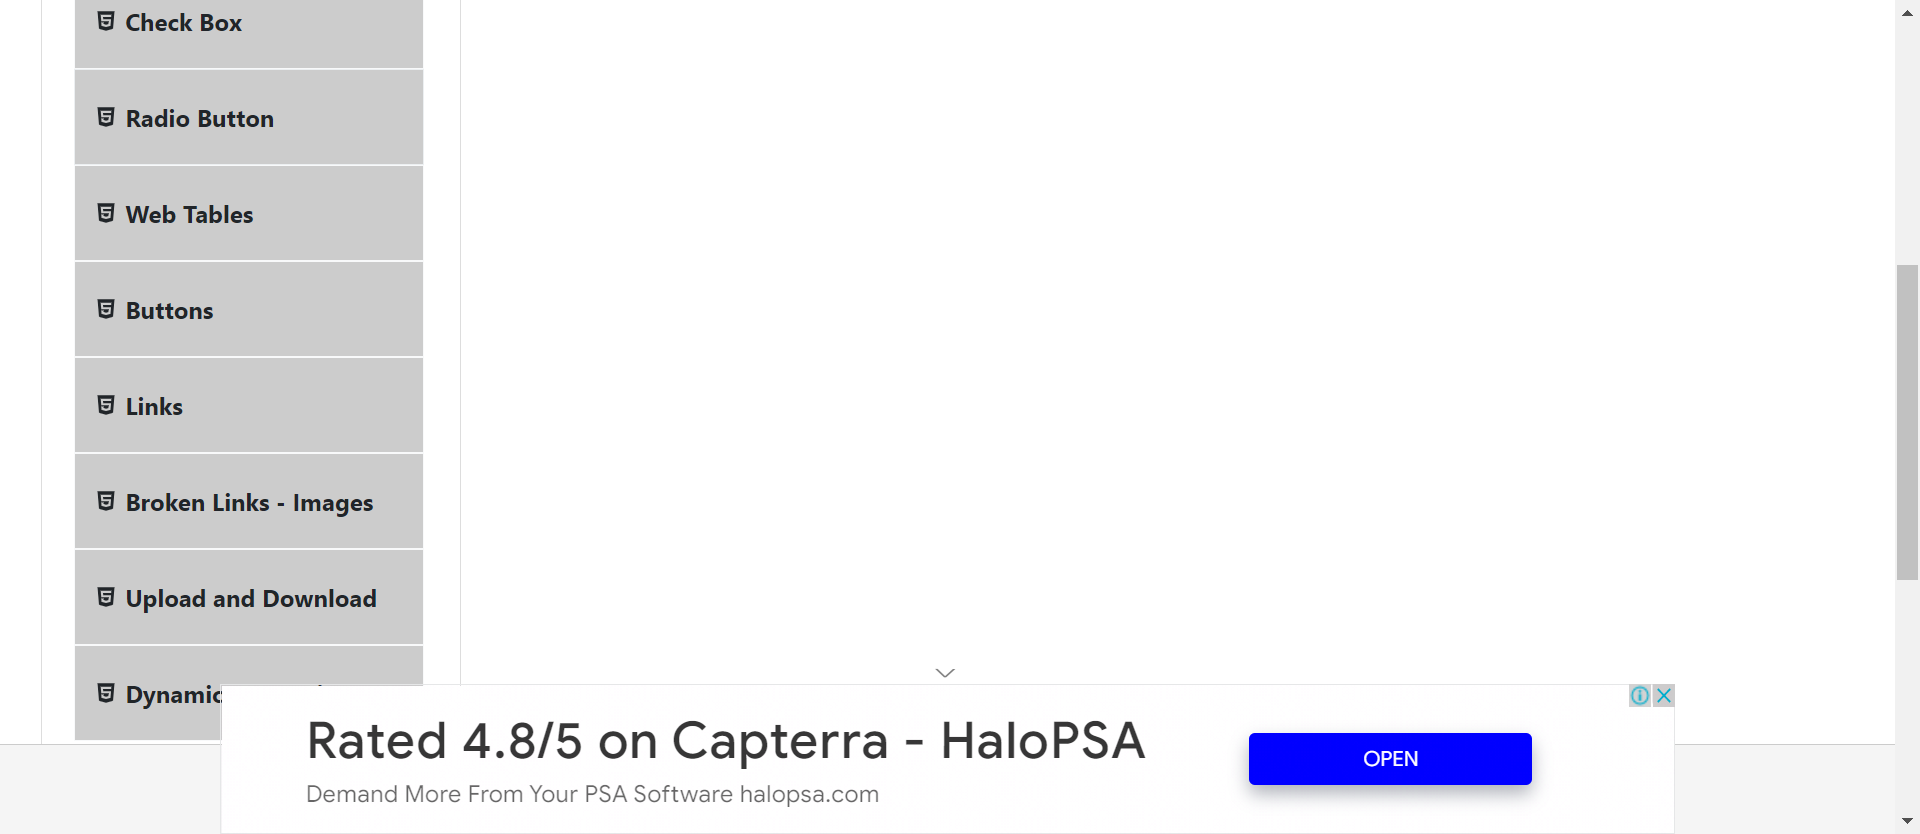 Check Box
Radio Button
Web Tables
Buttons
Links
Broken Links - Images
Upload and Download
Dynamic
Rated 4.8/5 on Capterra - HaloPSA
Demand More From Your PSA Software halopsa.com
OPEN